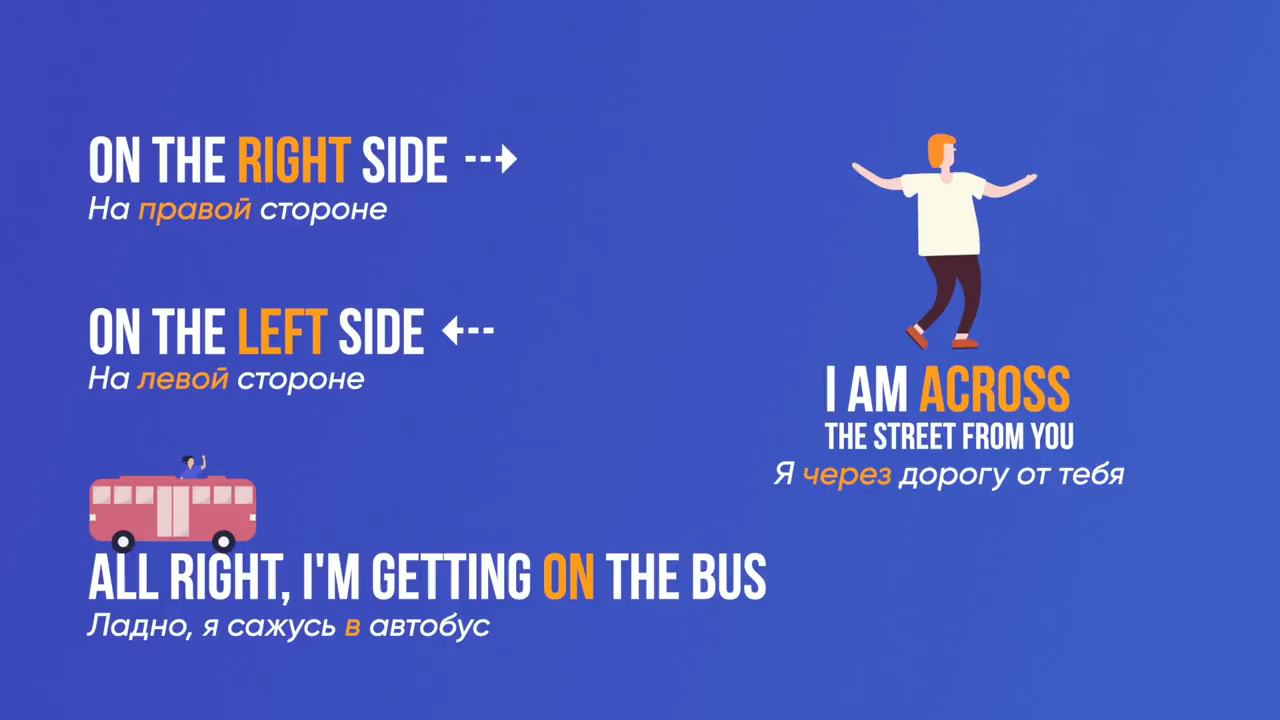 ON THE RIGHT SIDE
На правой стороне
ON THE LEFT SIDE
На левой стороне
ALL RIGHT, I'M GETTING ON THE BUS
Ладно, я сажусь в автобус
I AM ACROSS
THE STREET FROM YOU
Я через дорогу от тебя